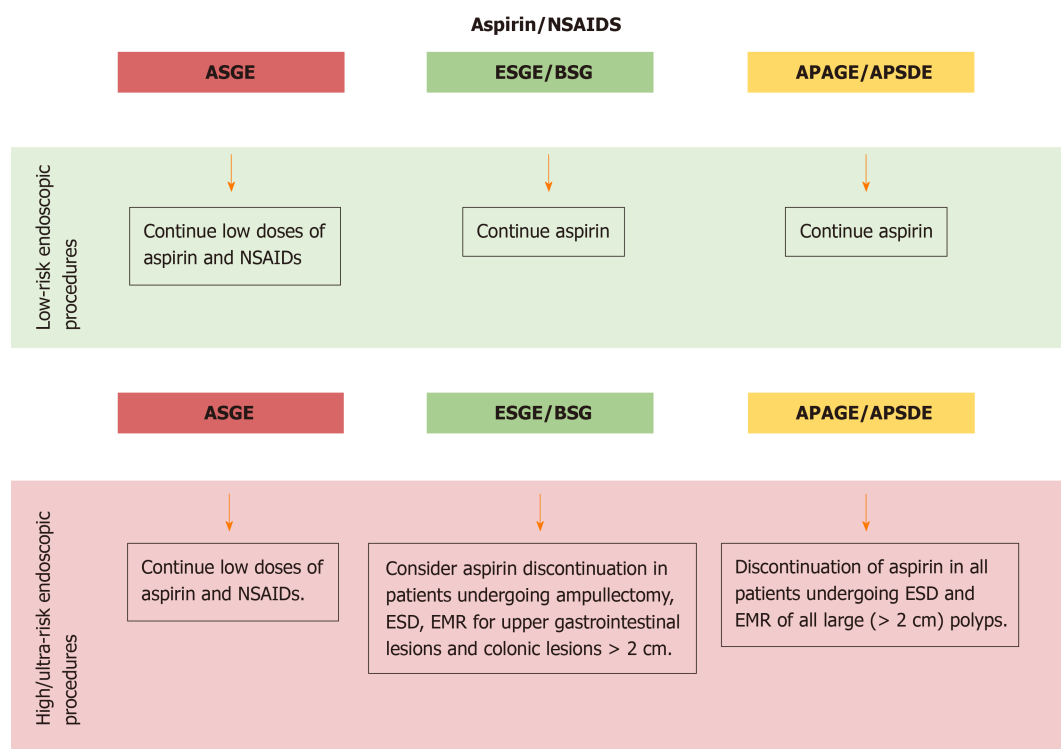 Aspirin/NSAIDS
ASGE
ESGE/BSG
APAGE/APSDE
Low-risk endoscopic
procedures
Continue low doses of
aspirin and NSAIDs
Continue aspirin
Continue aspirin
ASGE
ESGE/BSG
APAGE/APSDE
High/ultra-risk endoscopic
procedures
Continue low doses of
aspirin and NSAIDs.
Consider aspirin discontinuation in
patients undergoing ampullectomy,
ESD, EMR for upper gastrointestinal
lesions and colonic lesions > 2 cm.
Discontinuation of aspirin in all
patients undergoing ESD and
EMR of all large (> 2 cm) polyps.